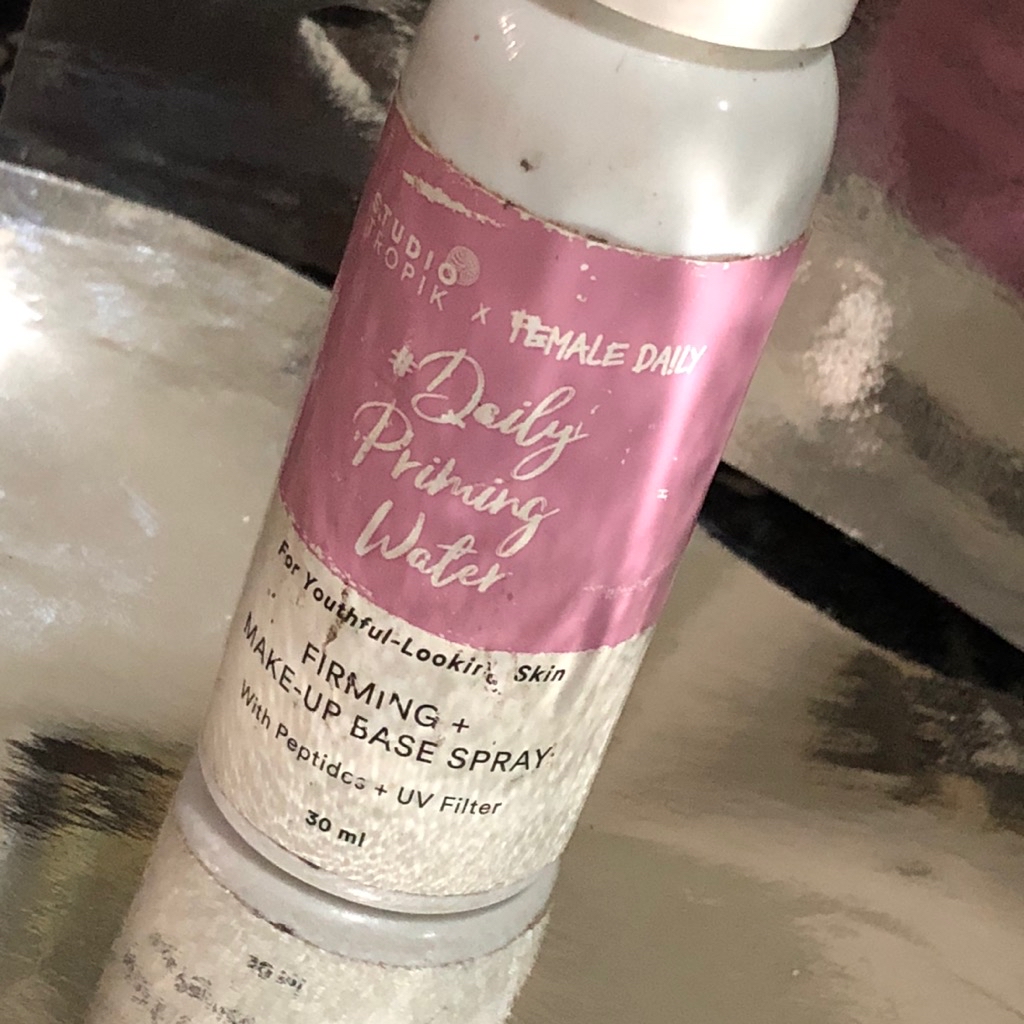 STUDIO
TROPIK
x FEMALE DAILY
#Daily
Priming
Water
For Youthful-Looking Skin
FIRMING +
MAKE-UP BASE SPRAY
With Peptides + UV Filter
30 ml